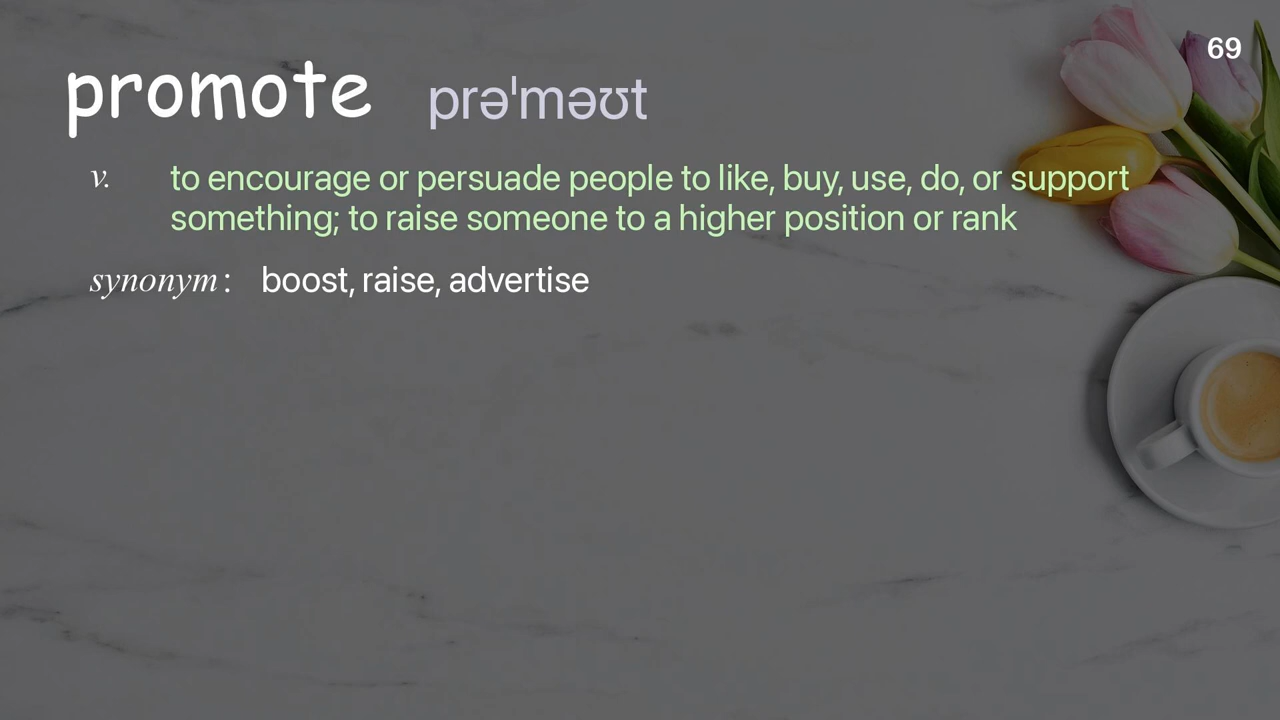 69
promote prəˈməʊt
v. to encourage or persuade people to like, buy, use, do, or support
something; to raise someone to a higher position or rank
synonym: boost, raise, advertise